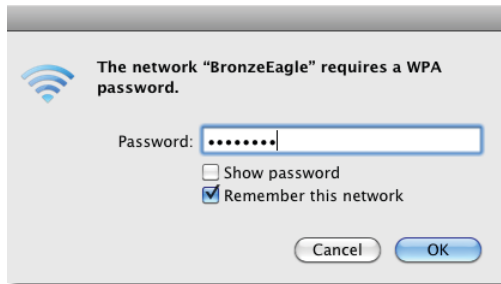 The network “BronzeEagle” requires a WPA
password.
Password: ••••••••
Show password
Remember this network
Cancel OK